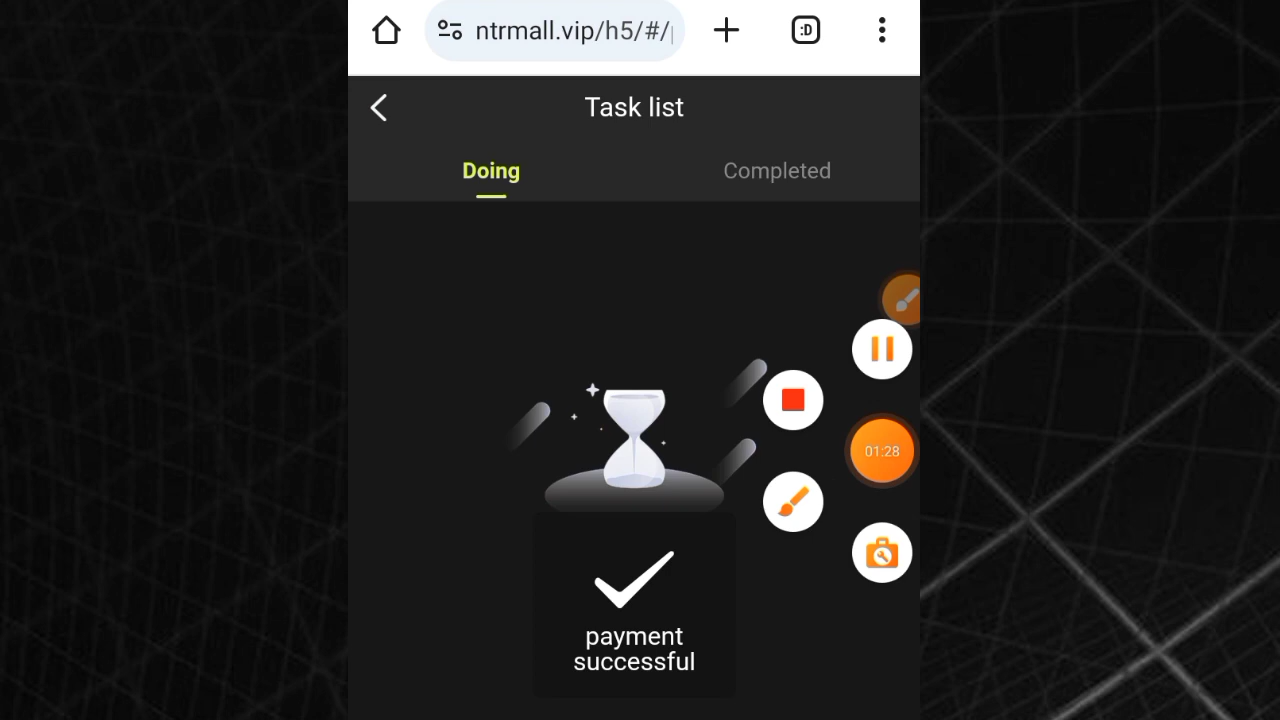 ntrmall.vip/h5/#/
:D
Task list
Doing
Completed
01:28
payment
successful